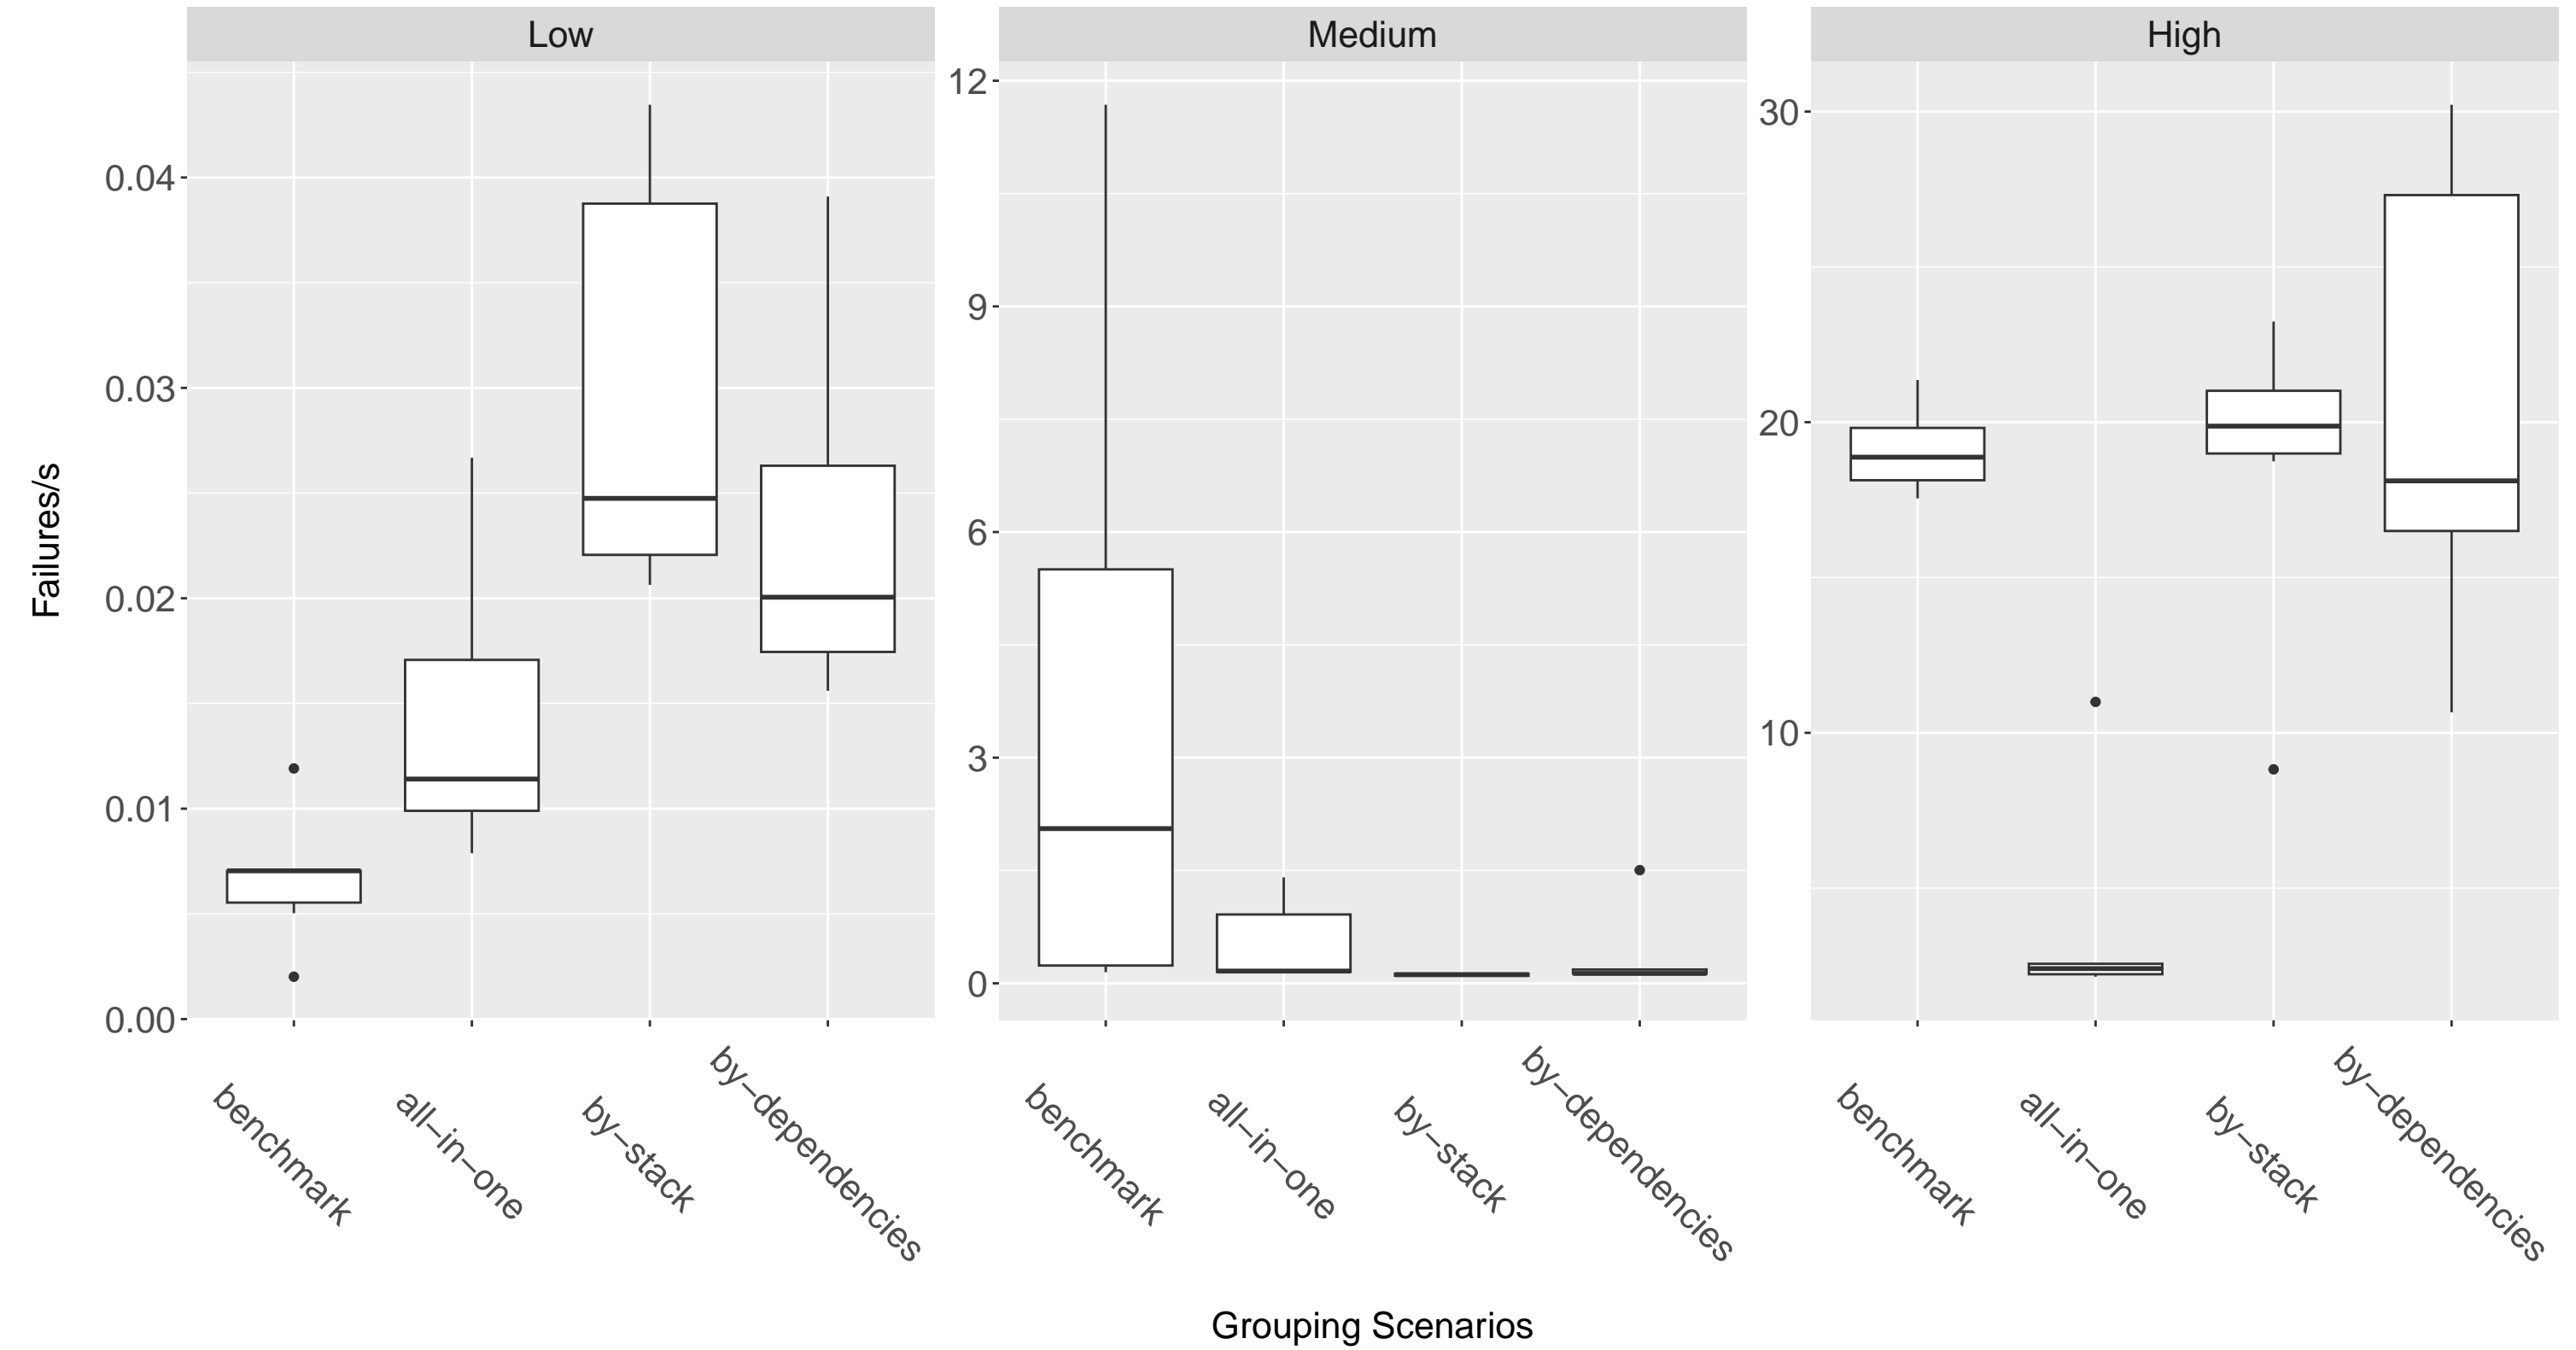 Low
Medium
High
Failures/s
0.04
0.03
0.02
0.01
0.00
12
9
6
3
0
30
20
10
benchmark
all−in−one
by−stack
by−dependencies
benchmark
all−in−one
by−stack
by−dependencies
benchmark
all−in−one
by−stack
by−dependencies
Grouping Scenarios